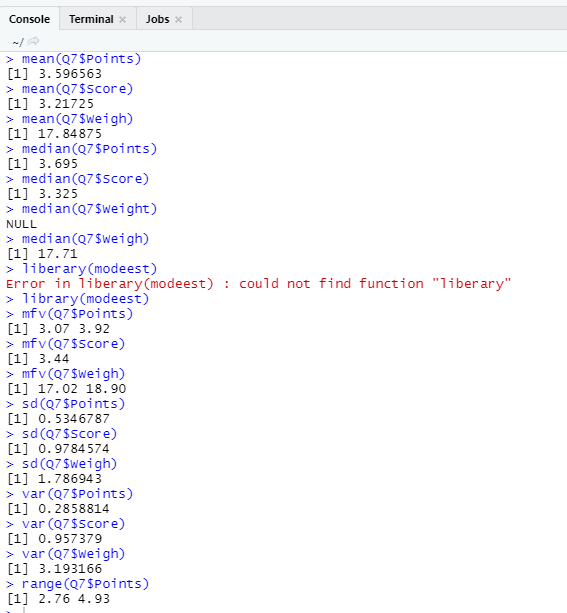 Console Terminal × Jobs ×
~/
> mean(Q7$Points)
[1] 3.596563
> mean(Q7$Score)
[1] 3.21725
> mean(Q7$Weigh)
[1] 17.84875
> median(Q7$Points)
[1] 3.695
> median(Q7$Score)
[1] 3.325
> median(Q7$Weight)
NULL
> median(Q7$Weigh)
[1] 17.71
> liberary(modeest)
Error in liberary(modeest) : could not find function "liberary"
> library(modeest)
> mfv(Q7$Points)
[1] 3.07 3.92
> mfv(Q7$Score)
[1] 3.44
> mfv(Q7$Weigh)
[1] 17.02 18.90
> sd(Q7$Points)
[1] 0.5346787
> sd(Q7$Score)
[1] 0.9784574
> sd(Q7$Weigh)
[1] 1.786943
> var(Q7$Points)
[1] 0.2858814
> var(Q7$Score)
[1] 0.957379
> var(Q7$Weigh)
[1] 3.193166
> range(Q7$Points)
[1] 2.76 4.93
>